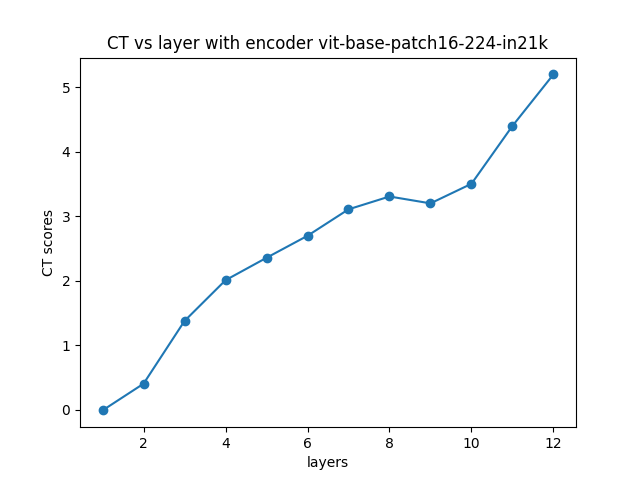 CT vs layer with encoder vit-base-patch16-224-in21k
5
4
3
2
1
0
CT scores
2 4 6 8 10 12
layers